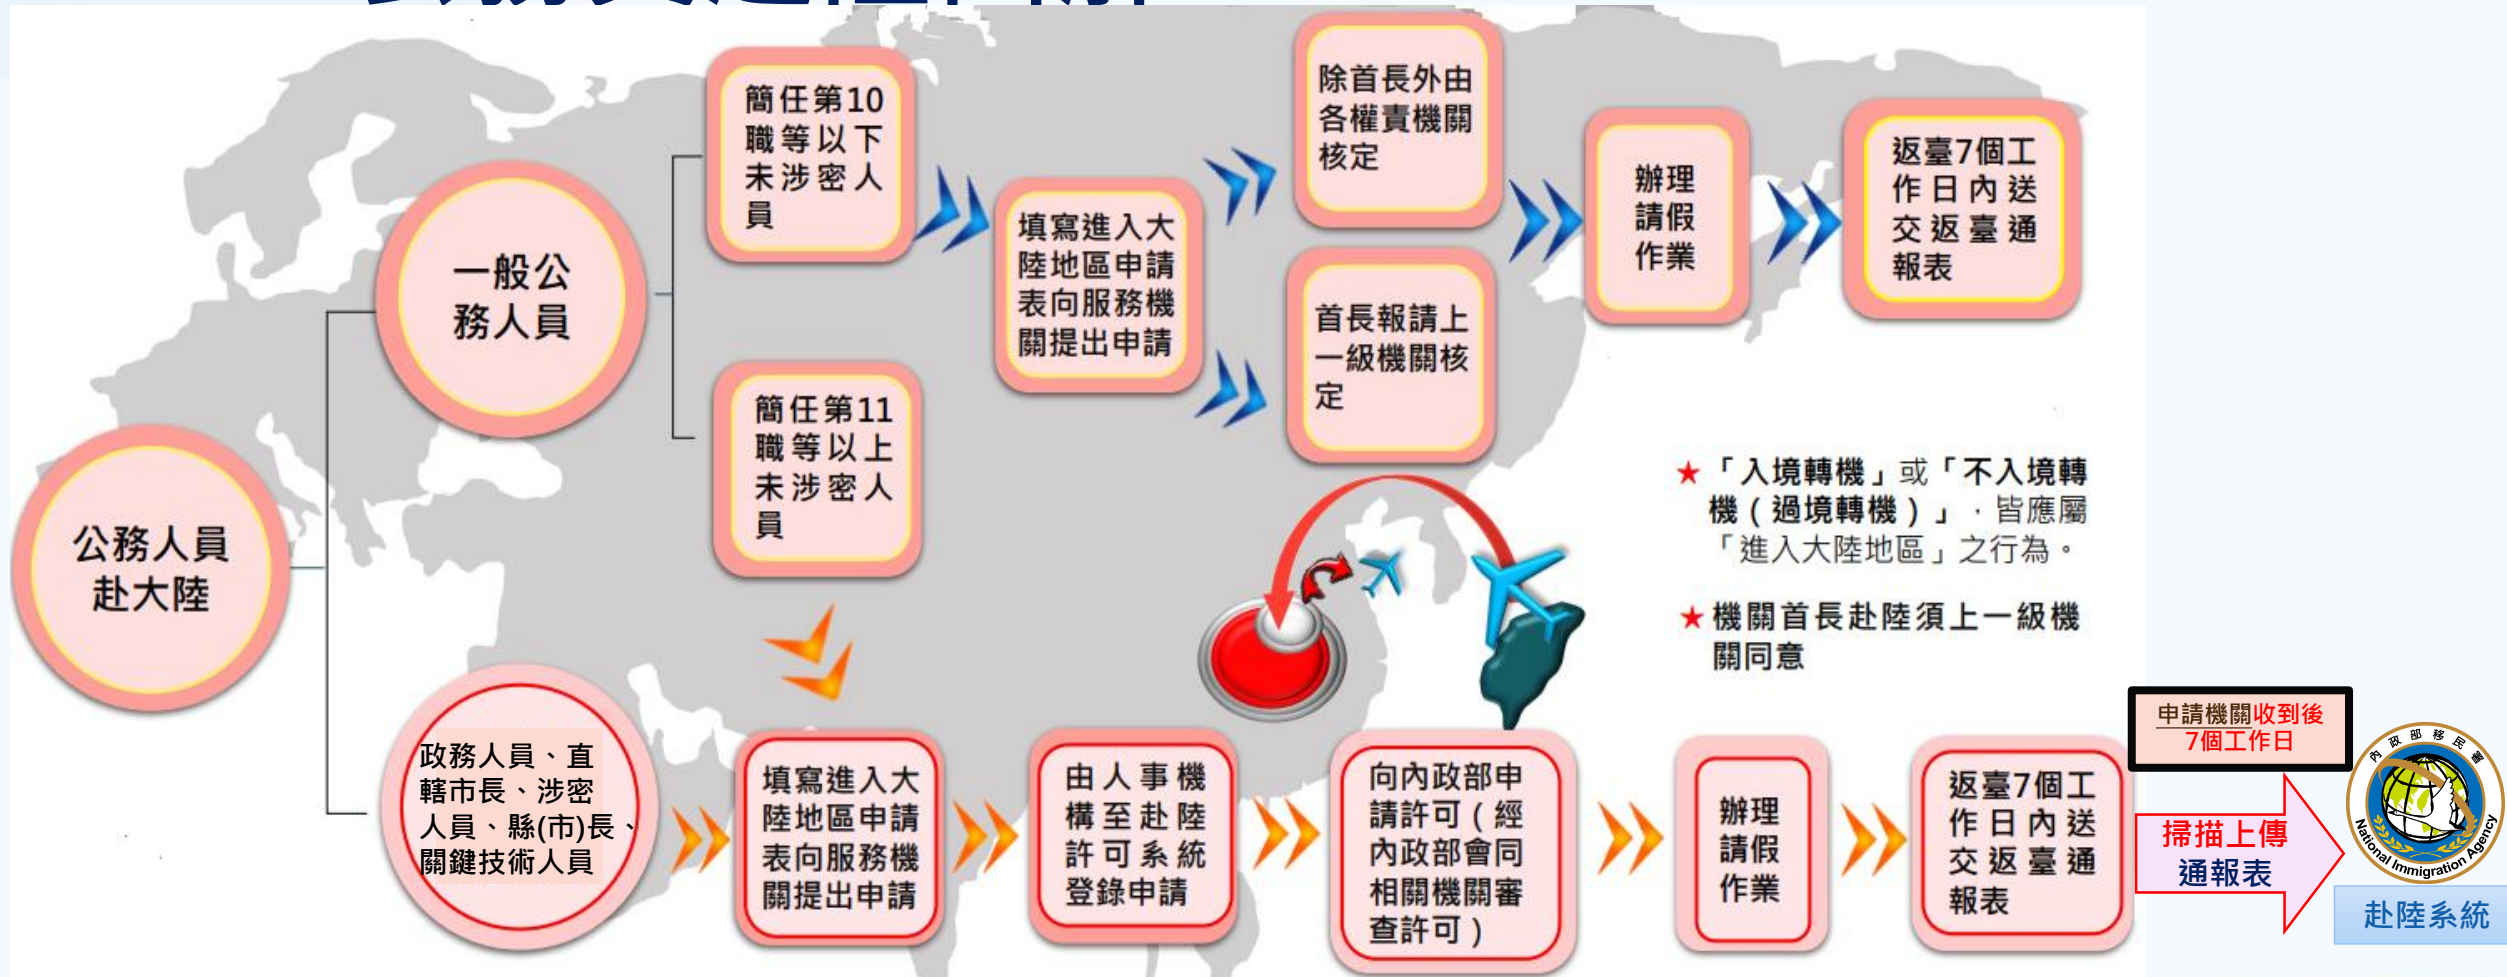 公務人員
赴大陸
一般公
務人員
簡任第10
職等以下
未涉密人
員
填寫進入大
陸地區申請
表向服務機
關提出申請
除首長外由
各權責機關
核定
首長報請上
一級機關核
定
辦理
請假
作業
返臺7個工
作日內送
交返臺通
報表
簡任第11
職等以上
未涉密人
員
★「入境轉機」或「不入境轉
機(過境轉機)」,皆應屬
「進入大陸地區」之行為。
★機關首長赴陸須上一級機
關同意
政務人員、直
轄市長、涉密
人員、縣(市)長、
關鍵技術人員
填寫進入大
陸地區申請
表向服務機
關提出申請
由人事機
構至赴陸
許可系統
登錄申請
向內政部申
請許可(經
內政部會同
相關機關審
查許可)
辦理
請假
作業
返臺7個工
作日內送
交返臺通
報表
申請機關收到後
7個工作日
掃描上傳
通報表
內政部移民署
National Immigration Agency
赴陸系統